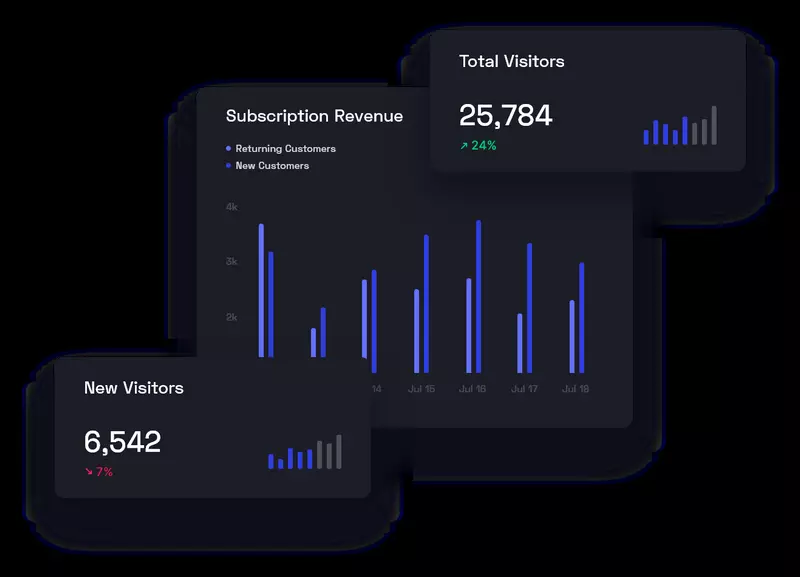 Total Visitors
25,784
↗ 24%
Subscription Revenue
Returning Customers
New Customers
4k
3k
2k
14 Jul 15 Jul 16 Jul 17 Jul 18
New Visitors
6,542
↘ 7%